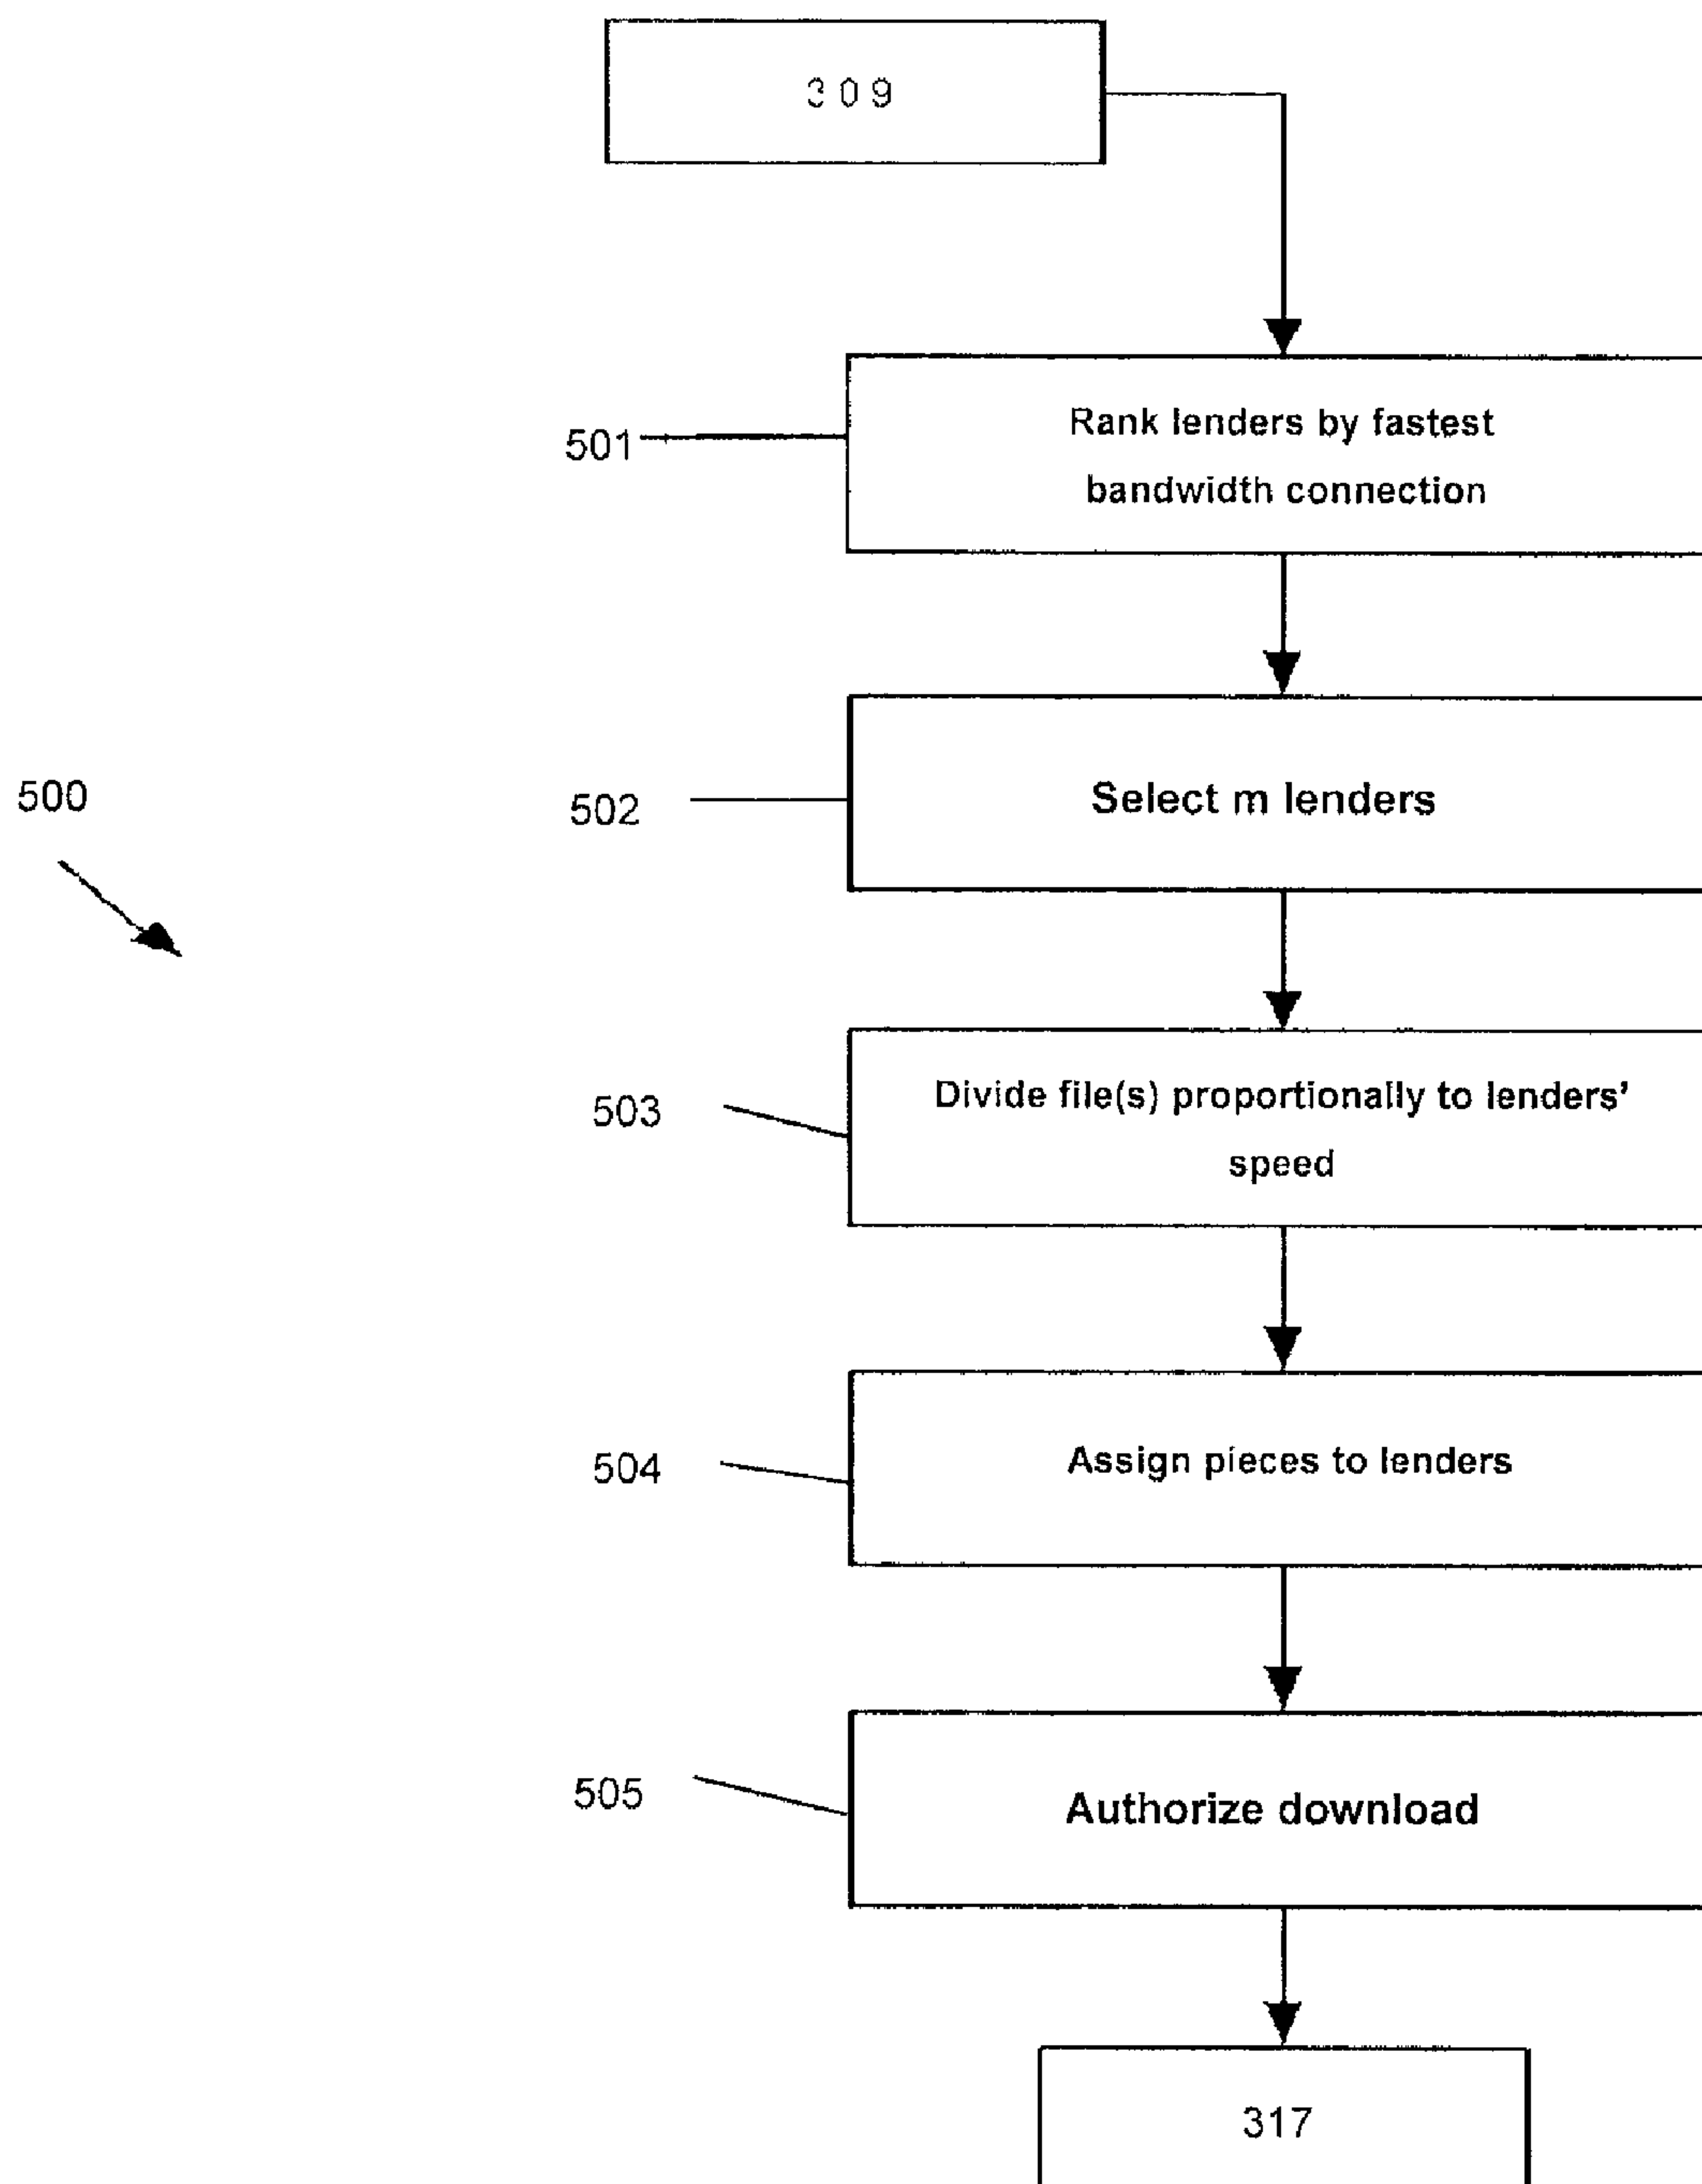 309
501
Rank lenders by fastest
bandwidth connection
500
502
Select m lenders
503
Divide file(s) proportionally to lenders'
speed
504
Assign pieces to lenders
505
Authorize download
317